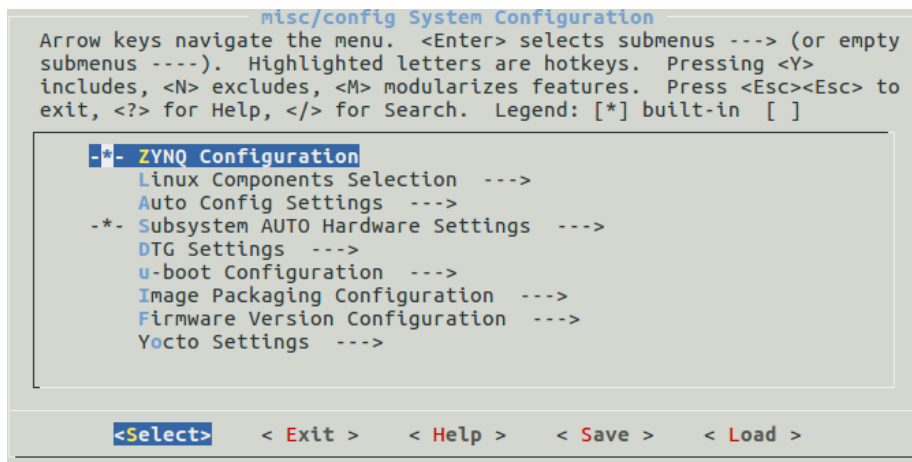 misc/config System Configuration
Arrow keys navigate the menu.  <Enter> selects submenus ---> (or empty
submenus ----).  Highlighted letters are hotkeys.  Pressing <Y>
includes, <N> excludes, <M> modularizes features.  Press <Esc><Esc> to
exit, <?> for Help, </> for Search.  Legend: [*] built-in  [ ]
-*- ZYNQ Configuration
Linux Components Selection  --->
Auto Config Settings  --->
-*- Subsystem AUTO Hardware Settings  --->
DTG Settings  --->
u-boot Configuration  --->
Image Packaging Configuration  --->
Firmware Version Configuration  --->
Yocto Settings  --->
<Select>    < Exit >    < Help >    < Save >    < Load >